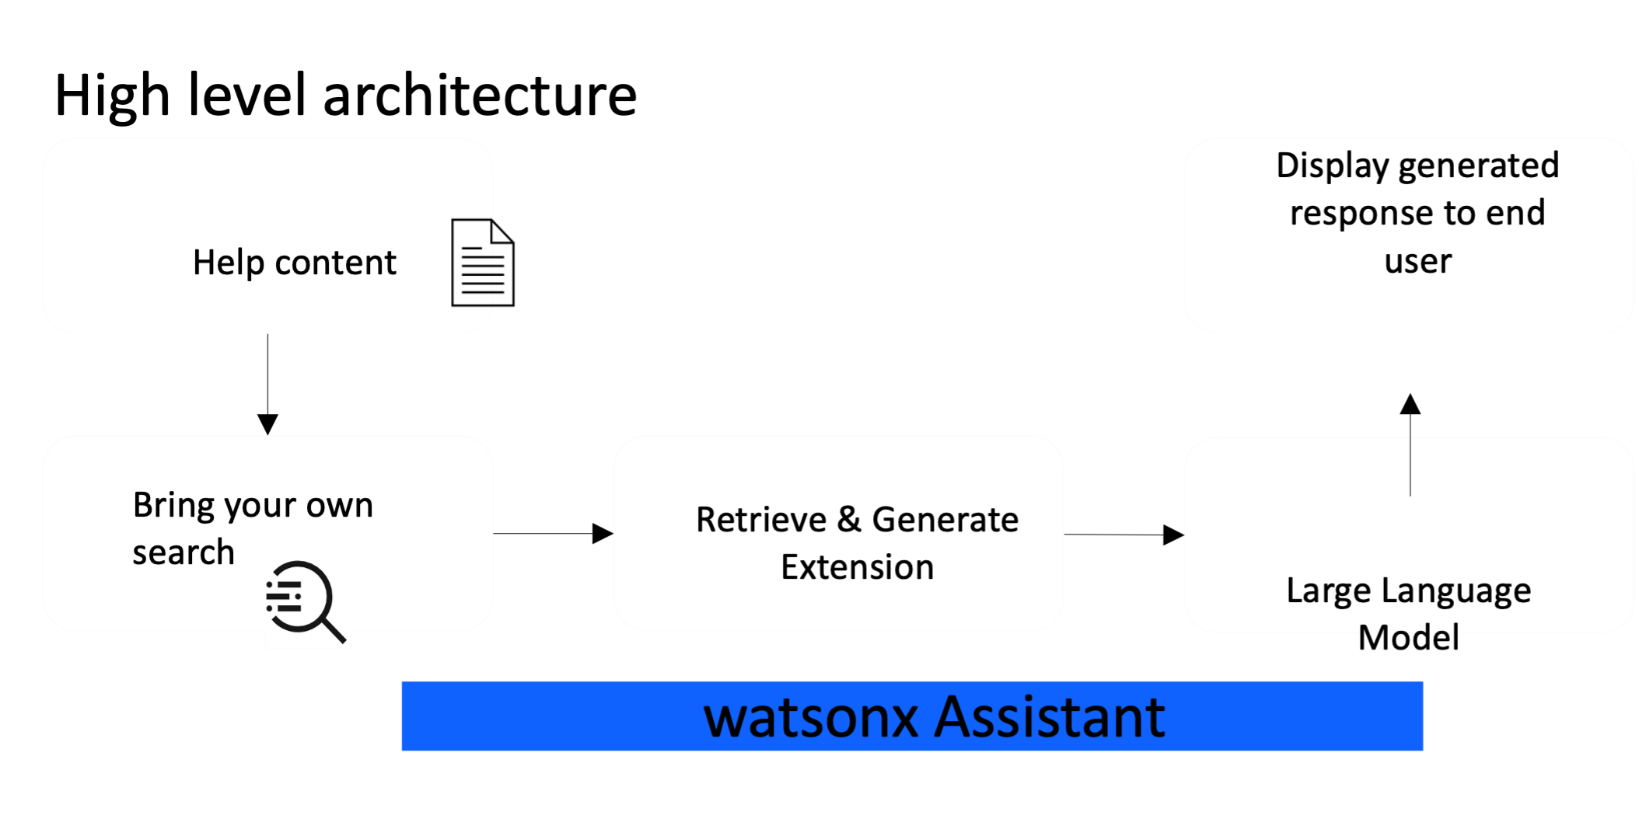 High level architecture
Help content
Display generated
response to end
user
Bring your own
search
Retrieve & Generate
Extension
Large Language
Model
watsonx Assistant